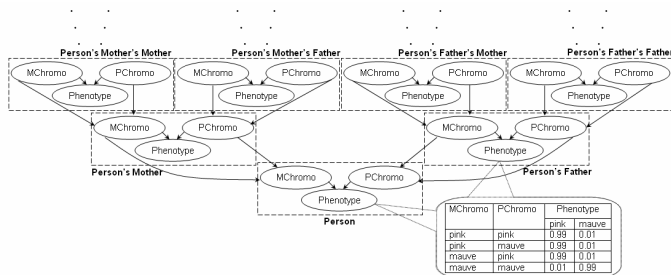 Person's Mother's Mother Person's Mother's Father Person's Father's Mother Person's Father's Father
MChromo PChromo MChromo PChromo MChromo PChromo MChromo PChromo
Phenotype Phenotype Phenotype Phenotype
MChromo PChromo MChromo PChromo
Phenotype Phenotype
Person's Mother Person's Father
MChromo PChromo
Phenotype
Person
MChromo PChromo Phenotype
pink mauve
pink pink 0.99 0.01
pink mauve 0.99 0.01
mauve pink 0.99 0.01
mauve mauve 0.01 0.99